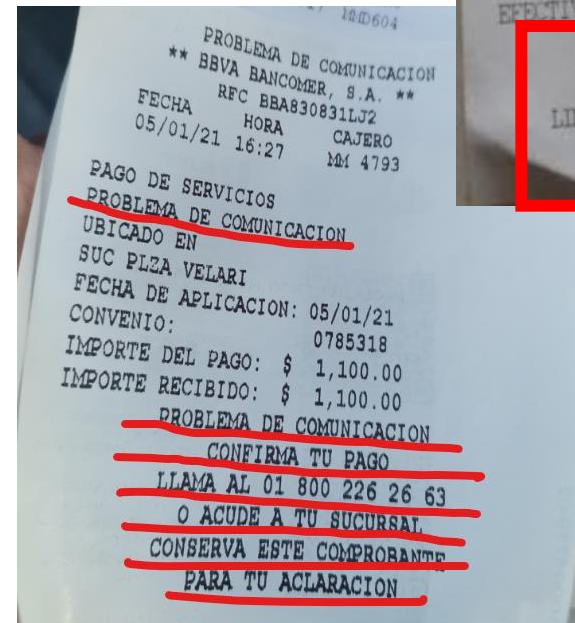 PROBLEMA DE COMUNICACION
** BBVA BANCOMER, S.A. **
RFC BBA830831LJ2
FECHA HORA CAJERO
05/01/21 16:27 MM 4793
PAGO DE SERVICIOS
PROBLEMA DE COMUNICACION
UBICADO EN
SUC PLZA VELARI
FECHA DE APLICACION: 05/01/21
CONVENIO: 0785318
IMPORTE DEL PAGO: $ 1,100.00
IMPORTE RECIBIDO: $ 1,100.00
PROBLEMA DE COMUNICACION
CONFIRMA TU PAGO
LLAMA AL 01 800 226 26 63
O ACUDE A TU SUCURSAL
CONSERVA ESTE COMPROBANTE
PARA TU ACLARACION